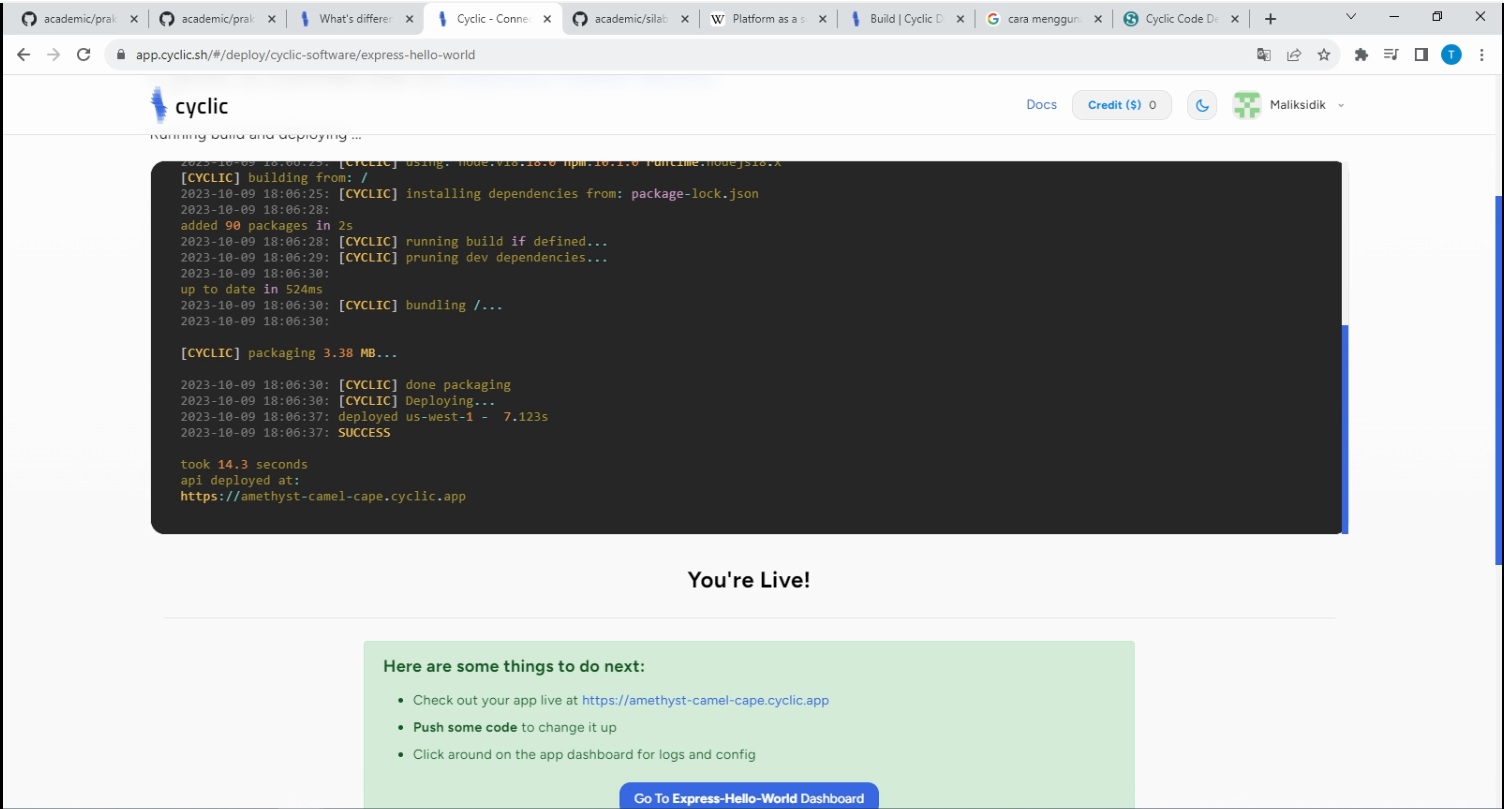 academic/prak
academic/prak
What's differen
Cyclic - Connec
academic/silab
Platform as a s
Build | Cyclic D
cara menggun
Cyclic Code De
app.cyclic.sh/#/deploy/cyclic-software/express-hello-world
T
cyclic
Docs
Credit ($) 0
Maliksidik
Running build and deploying ...
2023-10-09 18:06:25: [CYCLIC] using: node.v18.18.0 npm.10.1.0 runtime.nodejs18.x
[CYCLIC] building from: /
2023-10-09 18:06:25: [CYCLIC] installing dependencies from: package-lock.json
2023-10-09 18:06:28:
added 90 packages in 2s
2023-10-09 18:06:28: [CYCLIC] running build if defined...
2023-10-09 18:06:29: [CYCLIC] pruning dev dependencies...
2023-10-09 18:06:30:
up to date in 524ms
2023-10-09 18:06:30: [CYCLIC] bundling /...
2023-10-09 18:06:30:
[CYCLIC] packaging 3.38 MB...
2023-10-09 18:06:30: [CYCLIC] done packaging
2023-10-09 18:06:30: [CYCLIC] Deploying...
2023-10-09 18:06:37: deployed us-west-1 - 7.123s
2023-10-09 18:06:37: SUCCESS
took 14.3 seconds
api deployed at:
https://amethyst-camel-cape.cyclic.app
You're Live!
Here are some things to do next:
• Check out your app live at https://amethyst-camel-cape.cyclic.app
• Push some code to change it up
• Click around on the app dashboard for logs and config
Go To Express-Hello-World Dashboard